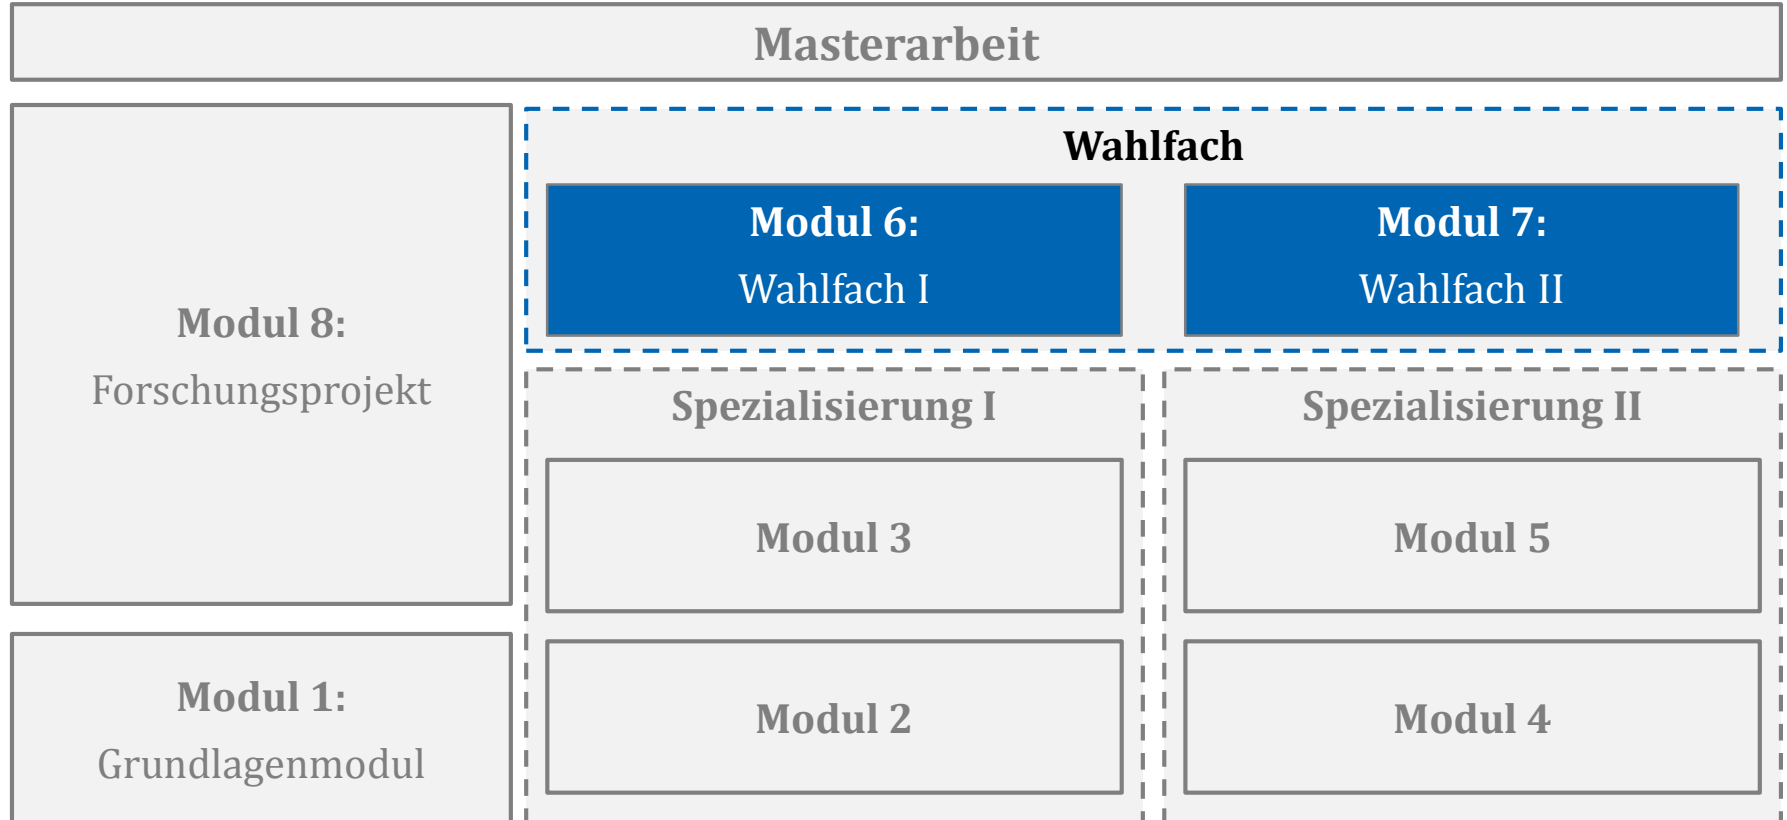 Masterarbeit
Modul 8:
Forschungsprojekt
Wahlfach
Modul 6:
Wahlfach I
Modul 7:
Wahlfach II
Spezialisierung I
Modul 3
Modul 2
Spezialisierung II
Modul 5
Modul 4
Modul 1:
Grundlagenmodul